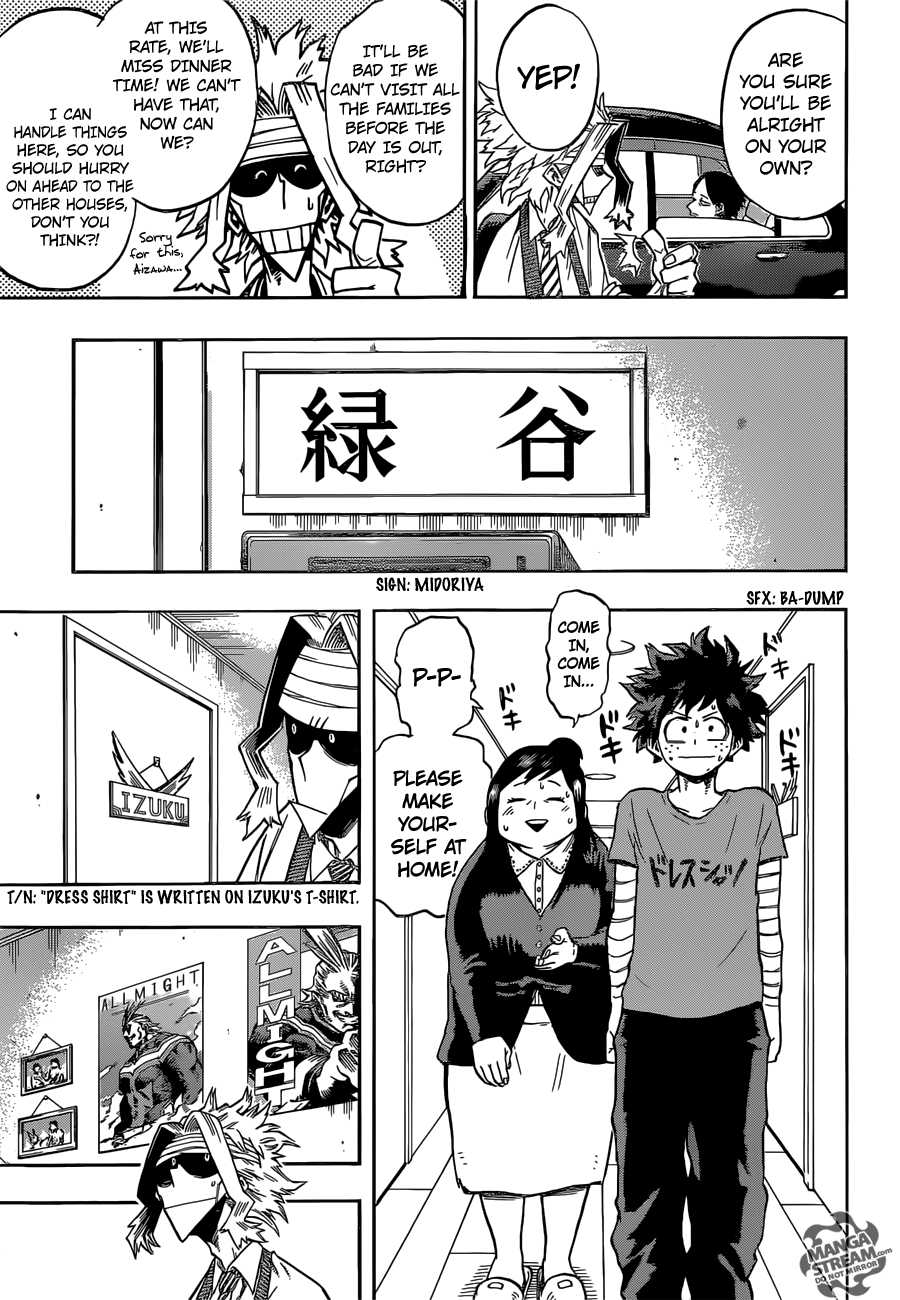 ARE
YOU SURE
YOU'LL BE
ALRIGHT
ON YOUR
OWN?
YEP!
IT'LL BE
BAD IF WE
CAN'T VISIT ALL
THE FAMILIES
BEFORE THE
DAY IS OUT,
RIGHT?
AT THIS
RATE, WE'LL
MISS DINNER
TIME! WE CAN'T
HAVE THAT,
NOW CAN
WE?
I CAN
HANDLE THINGS
HERE, SO YOU
SHOULD HURRY
ON AHEAD TO THE
OTHER HOUSES,
DON'T YOU
THINK?!
Sorry
for this,
Aizawa...
緑谷
SIGN: MIDORIYA
SFX: BA-DUMP
COME
IN,
COME
IN...
P-P-
PLEASE
MAKE
YOUR-
SELF AT
HOME!
ドキ
ドキ
ドキ
ドキ
ドレスシャツ
IZUKU
T/N: "DRESS SHIRT" IS WRITTEN ON IZUKU'S T-SHIRT.
ALLMIGHT
ALLMIGH
MANGA
STREAM.com
DO NOT MIRROR